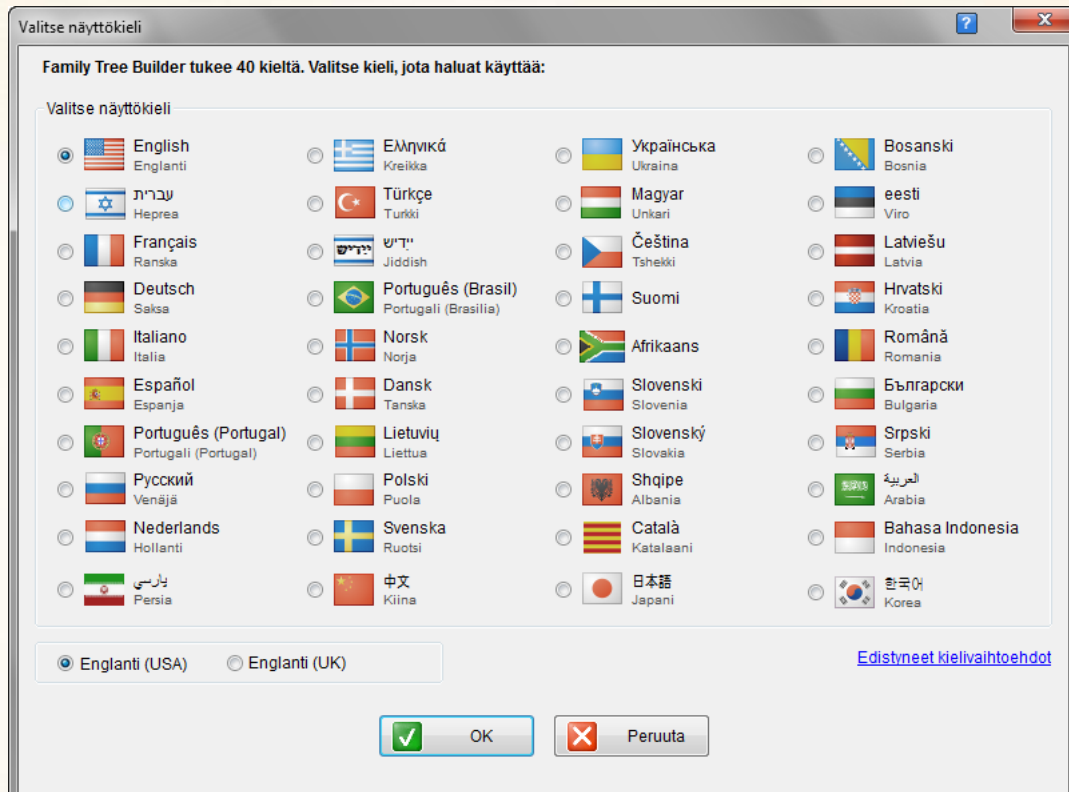 Valitse näyttökieli
Family Tree Builder tukee 40 kieltä. Valitse kieli, jota haluat käyttää:
Valitse näyttökieli
English
Englanti
עברית
Heprea
Français
Ranska
Deutsch
Saksa
Italiano
Italia
Español
Espanja
Português (Portugal)
Portugali (Portugal)
Русский
Venäjä
Nederlands
Hollanti
پارسی
Persia
Ελληνικά
Kreikka
Türkçe
Turkki
ייִדיש
ייִדיש
Jiddish
Português (Brasil)
Portugali (Brasilia)
Norsk
Norja
Dansk
Tanska
Lietuvių
Liettua
Polski
Puola
Svenska
Ruotsi
中文
Kiina
Українська
Ukraina
Magyar
Unkari
Čeština
Tshekki
Suomi
Afrikaans
Slovenski
Slovenia
Slovenský
Slovakia
Shqipe
Albania
Català
Katalaani
日本語
Japani
Bosanski
Bosnia
eesti
Viro
Latviešu
Latvia
Hrvatski
Kroatia
Română
Romania
Български
Bulgaria
Srpski
Serbia
العربية
Arabia
Bahasa Indonesia
Indonesia
한국어
Korea
Englanti (USA) Englanti (UK)
Edistyneet kielivaihtoehdot
OK Peruuta